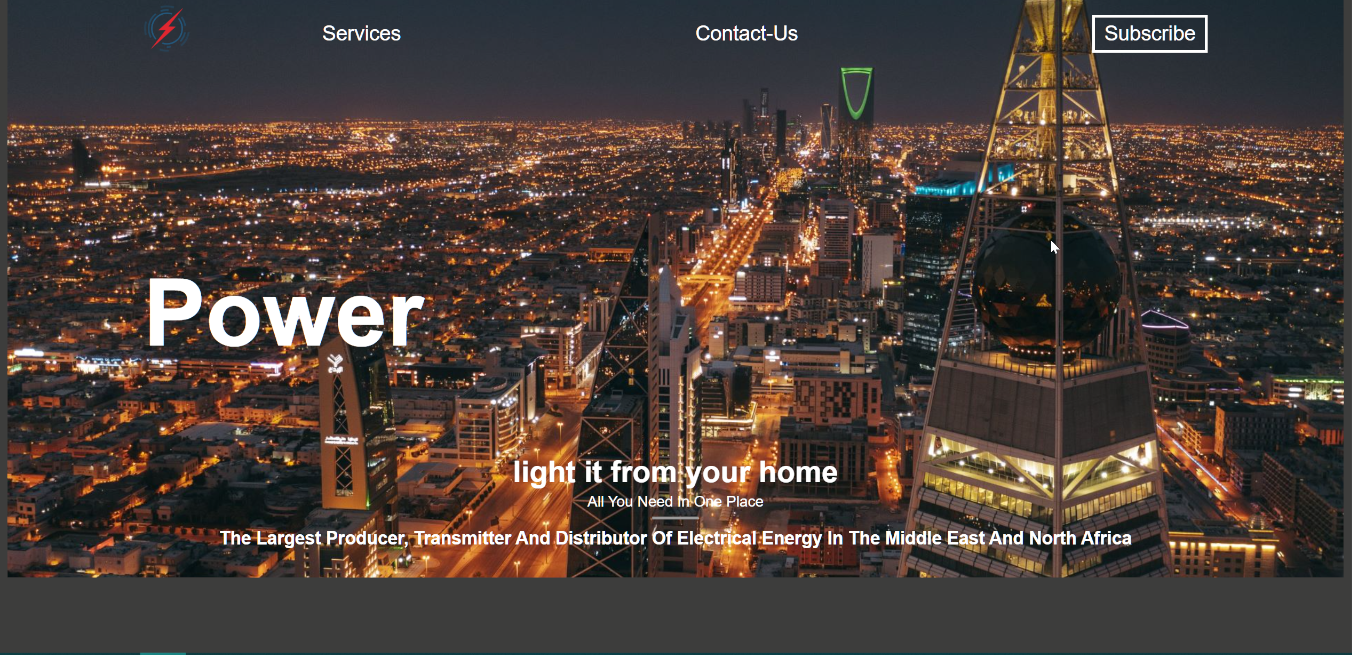 Services
Contact-Us
Subscribe
Power
light it from your home
All You Need In One Place
The Largest Producer, Transmitter And Distributor Of Electrical Energy In The Middle East And North Africa